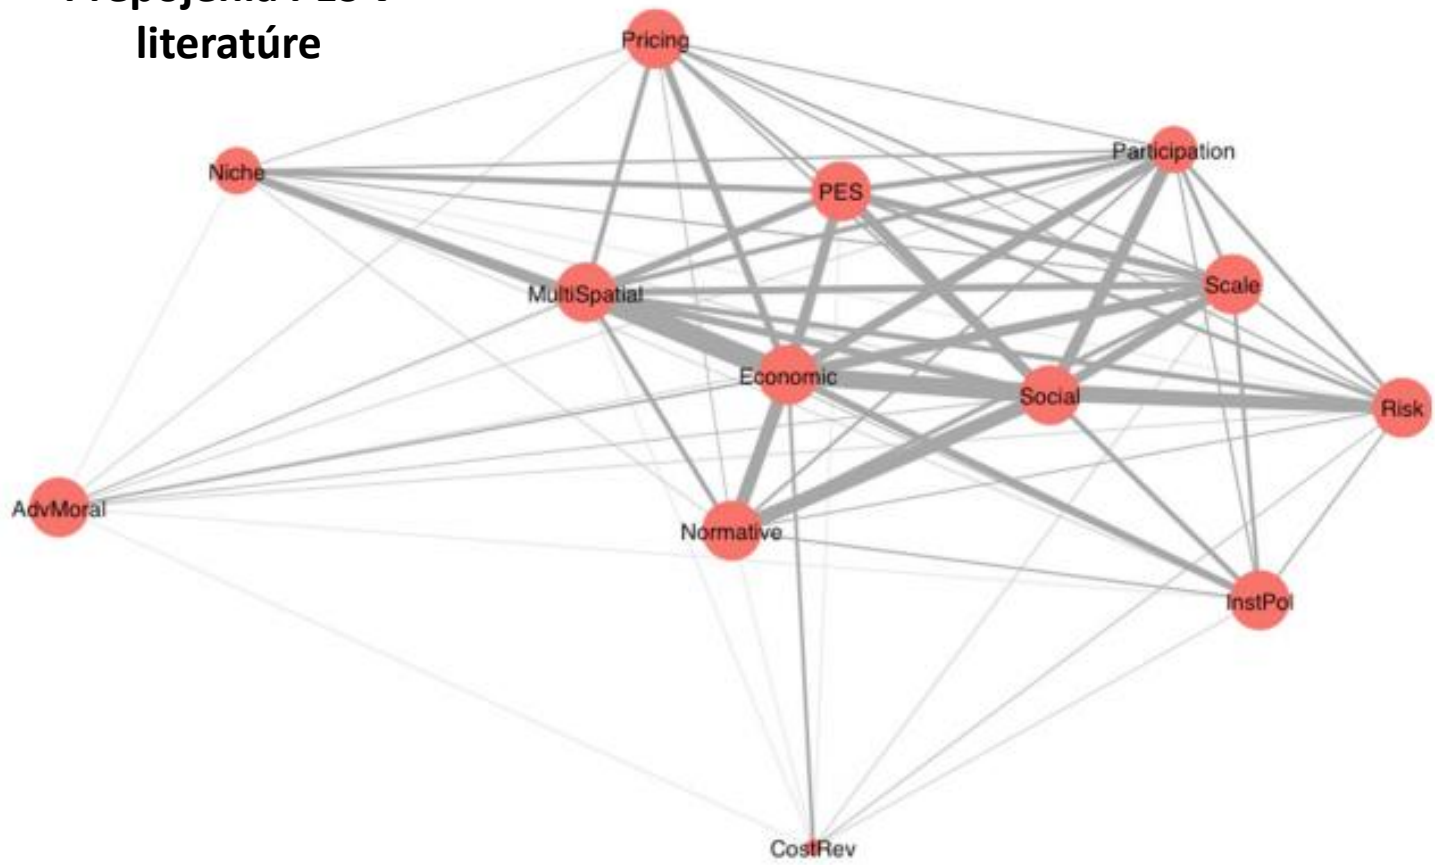 literatúre
Pricing
Participation
Niche
PES
Scale
MultiSpatial
Economic
Social
Risk
AdvMoral
Normative
InstPol
CostRev